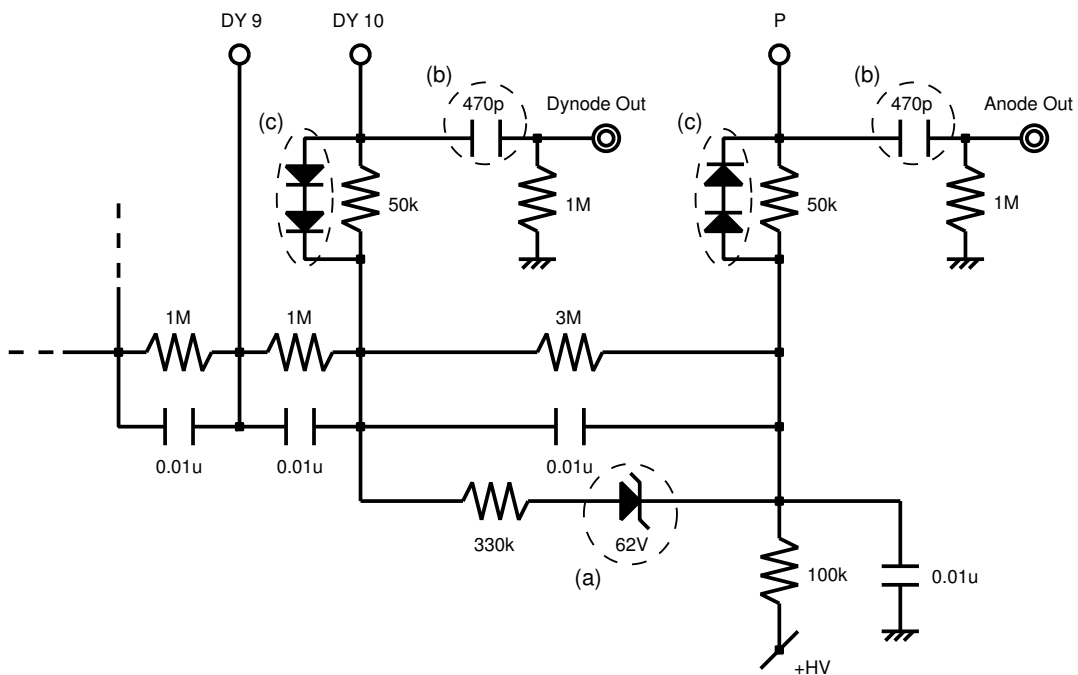 DY 9 DY 10 P
(b) (b)
470p Dynode Out 470p Anode Out
(c) (c)
50k 1M 50k 1M
1M 1M 3M
0.01u 0.01u 0.01u
330k 62V
(a)
100k 0.01u
+HV